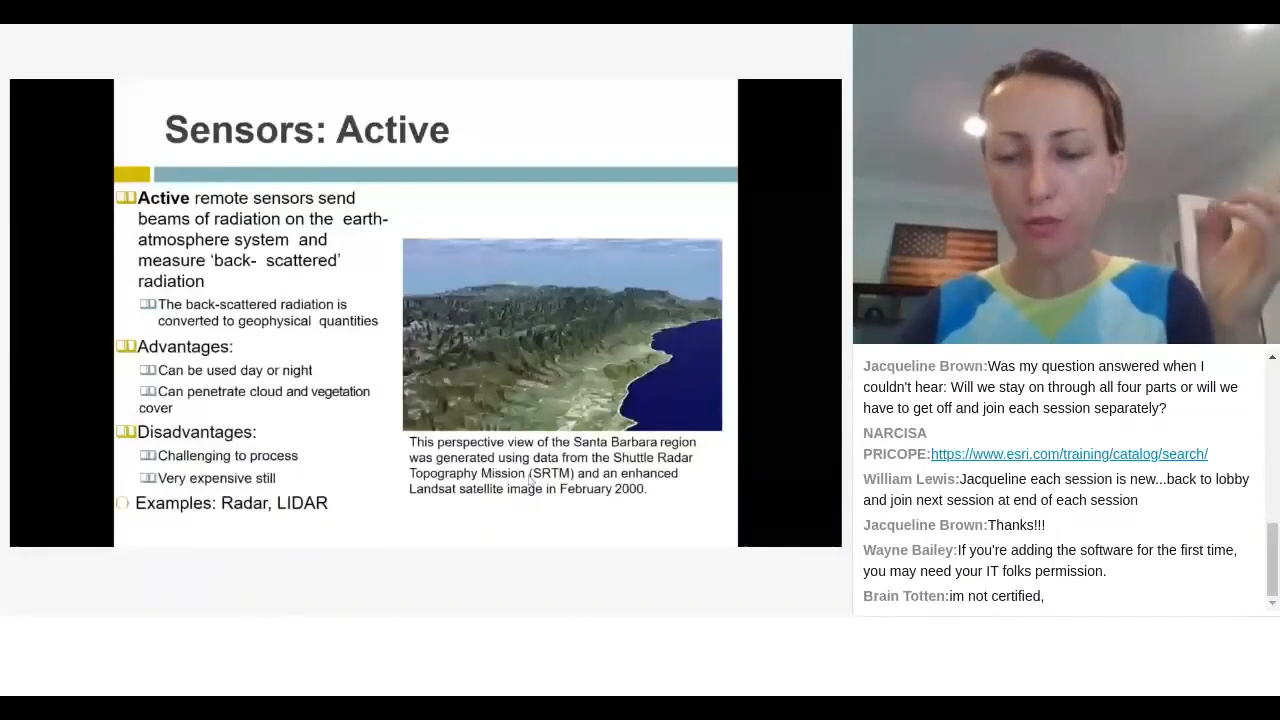 Sensors: Active
Active remote sensors send
beams of radiation on the earth-
atmosphere system and
measure ‘back- scattered’
radiation
The back-scattered radiation is
converted to geophysical quantities
Advantages:
Can be used day or night
Can penetrate cloud and vegetation
cover
Disadvantages:
Challenging to process
Very expensive still
Examples: Radar, LIDAR
This perspective view of the Santa Barbara region
was generated using data from the Shuttle Radar
Topography Mission (SRTM) and an enhanced
Landsat satellite image in February 2000.
Jacqueline Brown:Was my question answered when I
couldn't hear: Will we stay on through all four parts or will we
have to get off and join each session separately?
NARCISA
PRICOPE:https://www.esri.com/training/catalog/search/
William Lewis:Jacqueline each session is new...back to lobby
and join next session at end of each session
Jacqueline Brown:Thanks!!!
Wayne Bailey:If you're adding the software for the first time,
you may need your IT folks permission.
Brain Totten:im not certified,